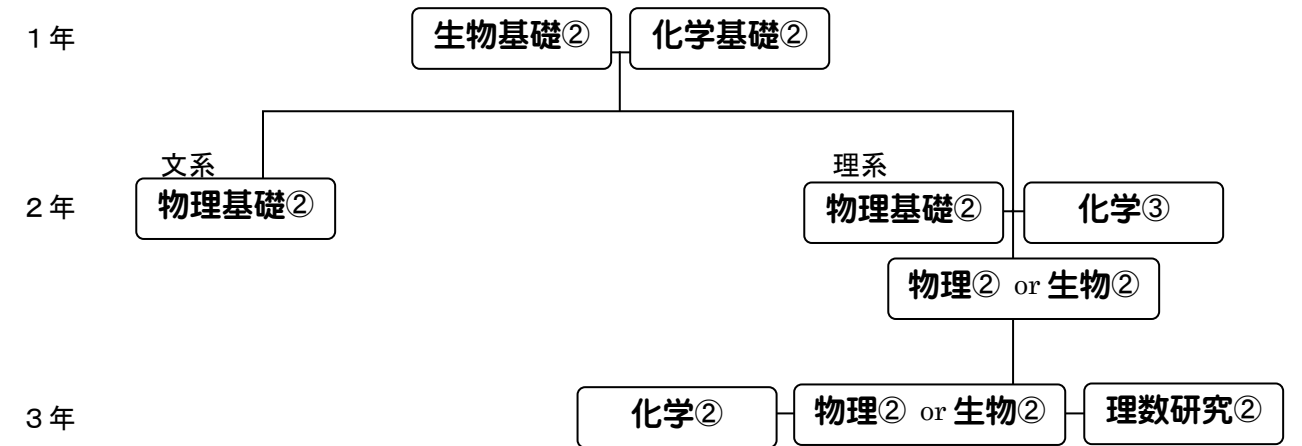 1年
生物基礎②
化学基礎②
文系
理系
2年
物理基礎②
物理基礎②
化学③
物理② or 生物②
3年
化学②
物理② or 生物②
理数研究②